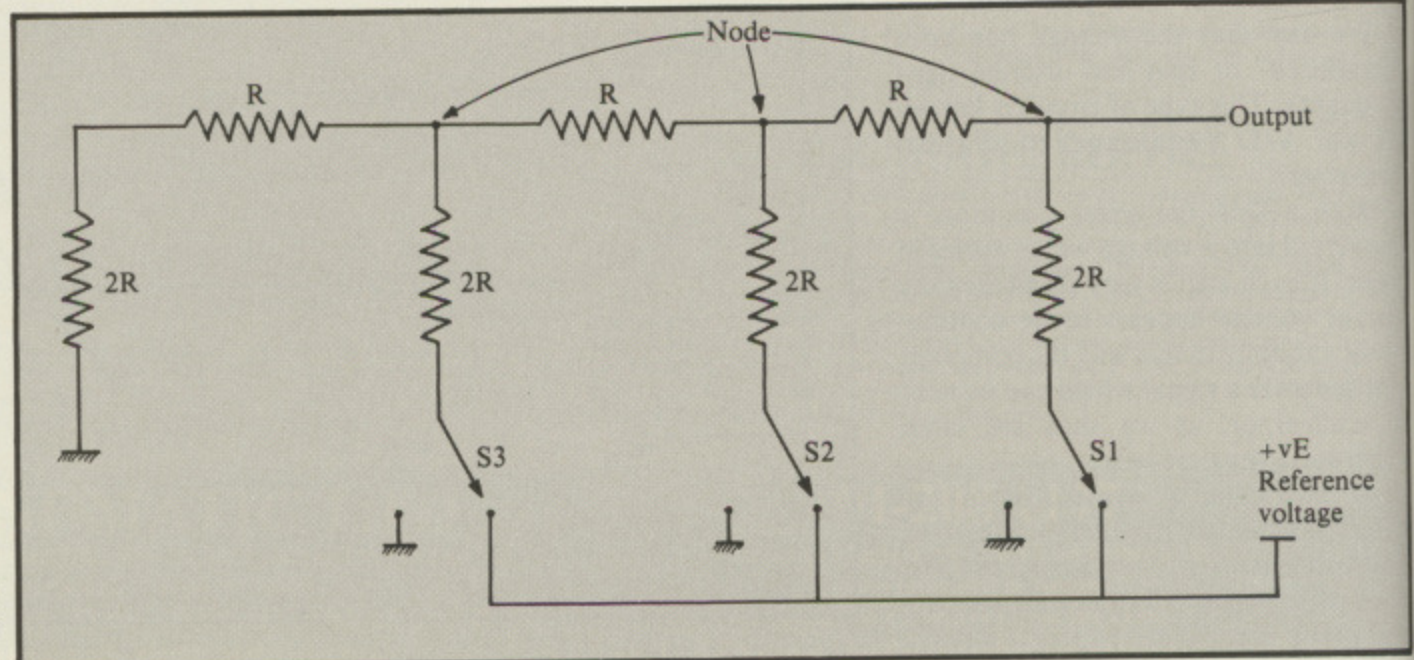 Node
R
R
R
Output
2R
2R
2R
2R
S3
S2
S1
+vE
Reference
voltage